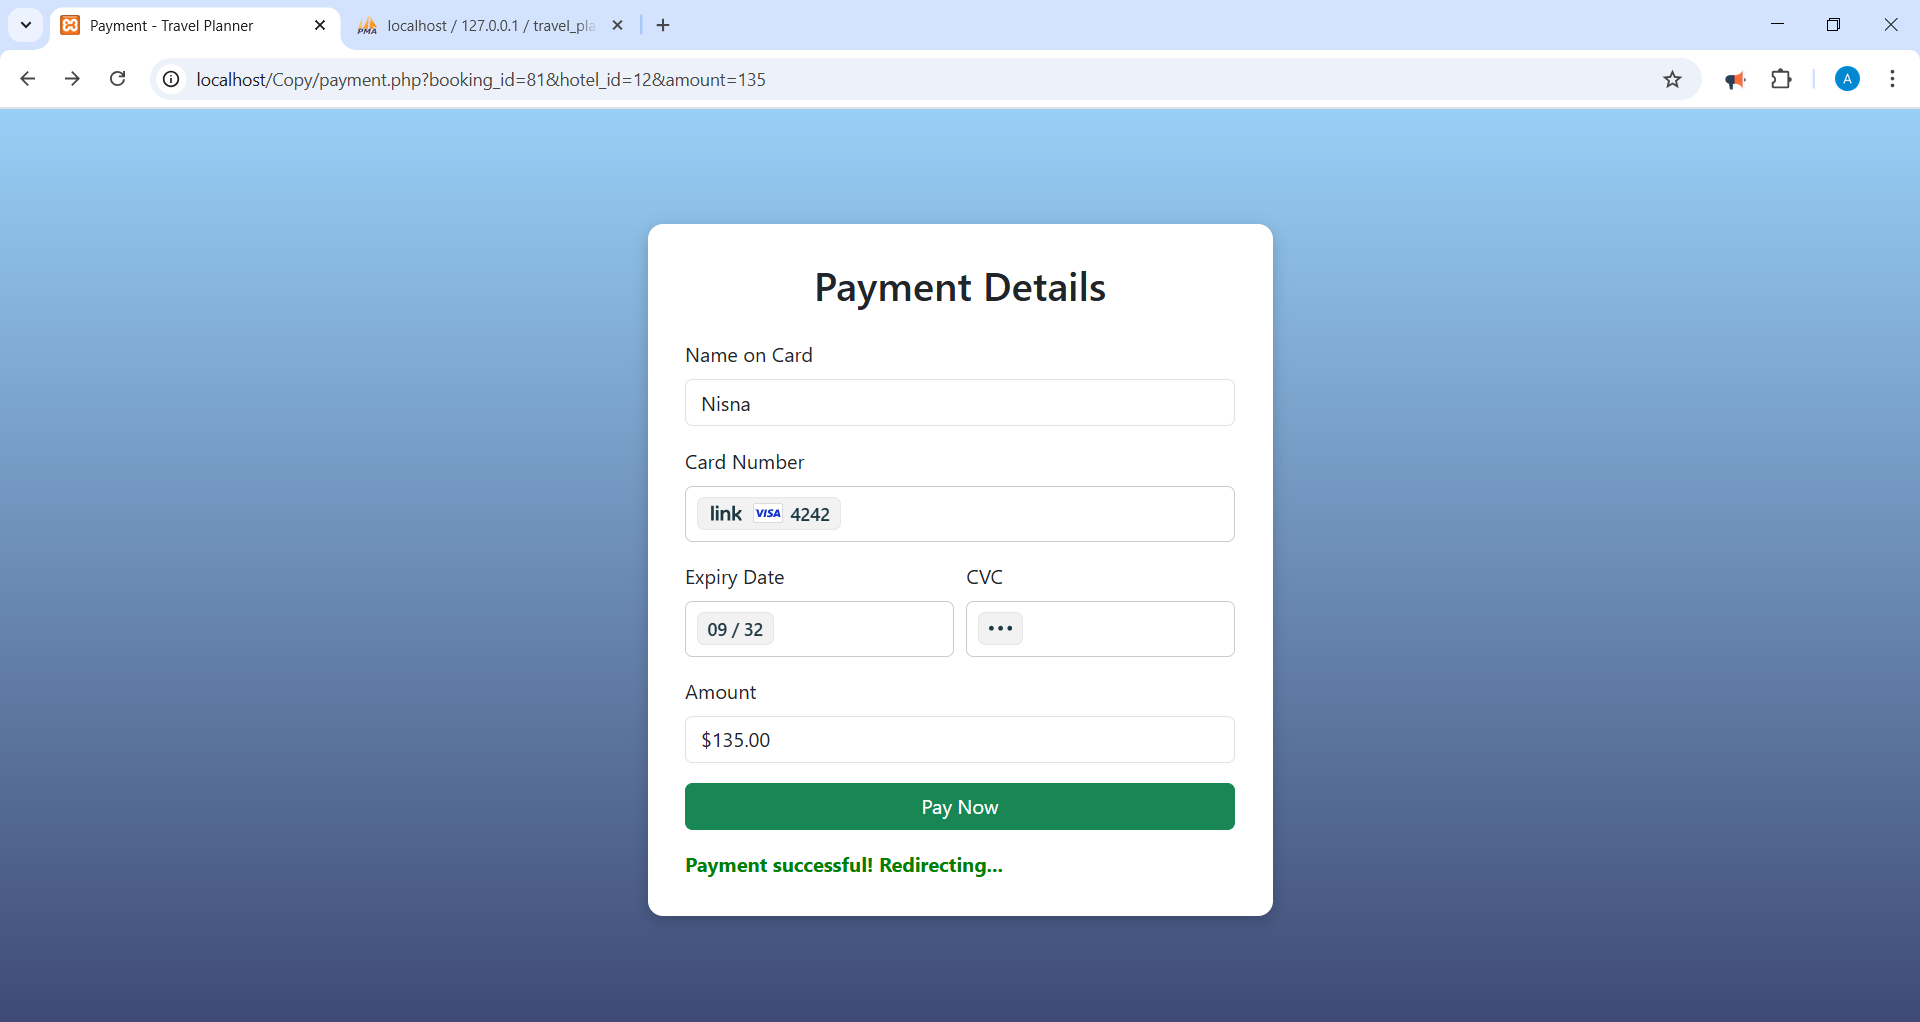 Payment - Travel Planner
PMA localhost / 127.0.0.1 / travel_pla
localhost/Copy/payment.php?booking_id=81&hotel_id=12&amount=135
A
Payment Details
Name on Card
Nisna
Card Number
link VISA 4242
Expiry Date CVC
09 / 32 •••
Amount
$135.00
Pay Now
Payment successful! Redirecting...